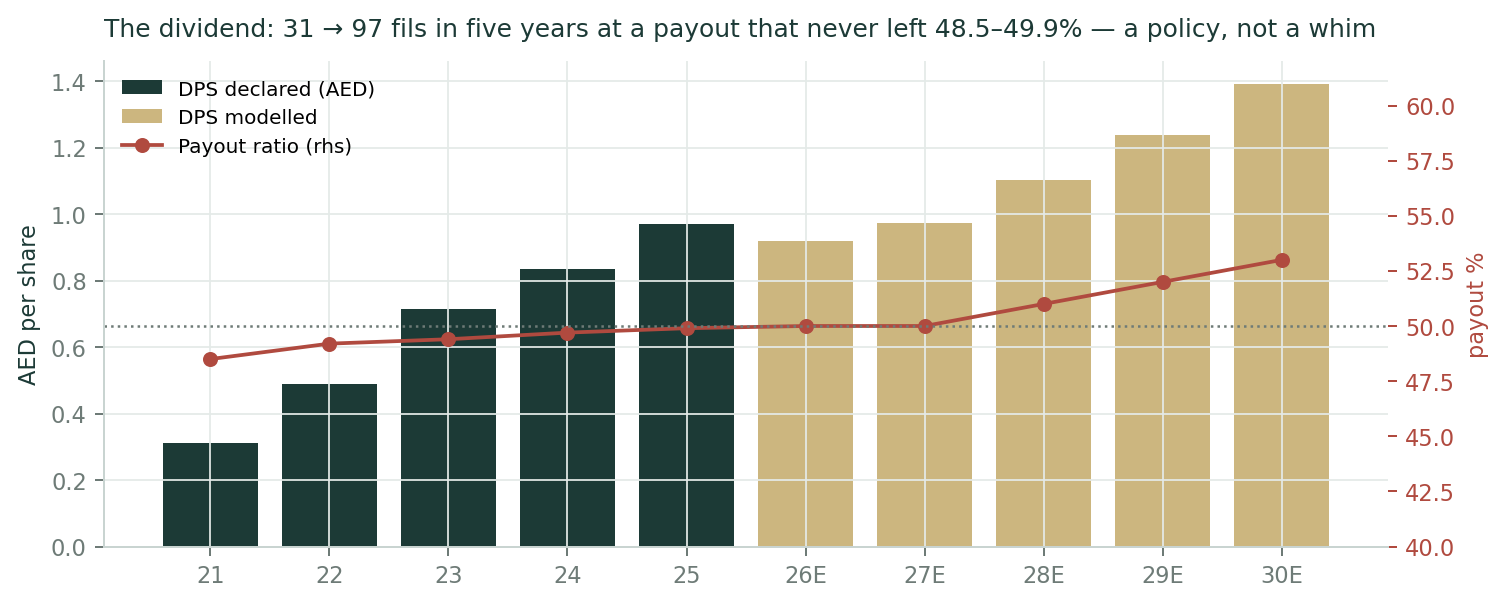 The dividend: 31 → 97 fils in five years at a payout that never left 48.5–49.9% — a policy, not a whim
DPS declared (AED)
DPS modelled
Payout ratio (rhs)
AED per share
1.4
1.2
1.0
0.8
0.6
0.4
0.2
0.0
60.0
57.5
55.0
52.5
50.0
47.5
45.0
42.5
40.0
payout %
21 22 23 24 25 26E 27E 28E 29E 30E